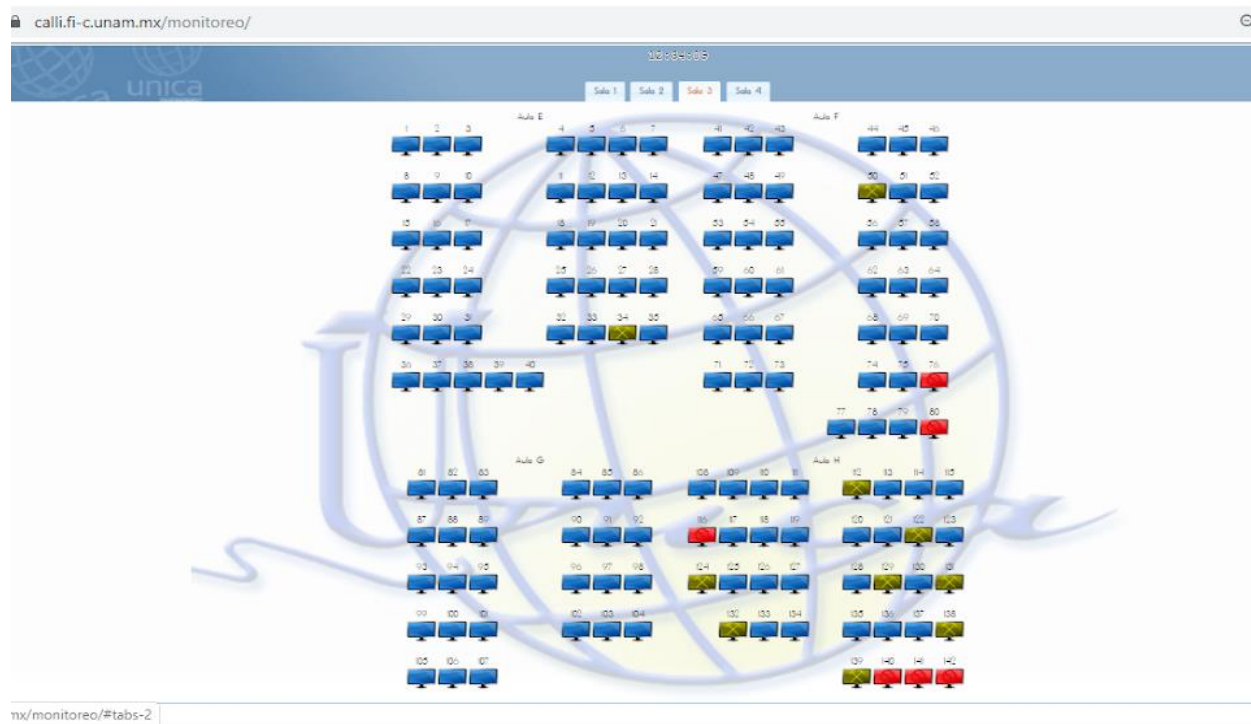 calli.fi-c.unam.mx/monitoreo/
12:34:03
unica
Sala 1 Sala 2 Sala 3 Sala 4
Aula E Aula F
1 2 3 4 5 6 7 41 42 43 44 45 46
8 9 10 11 12 13 14 47 48 49 50 51 52
15 16 17 18 19 20 21 53 54 55 56 57 58
22 23 24 25 26 27 28 59 60 61 62 63 64
29 30 31 32 33 34 35 65 66 67 68 69 70
36 37 38 39 40 71 72 73 74 75 76
77 78 79 80
Aula G Aula H
81 82 83 84 85 86 108 109 110 111 112 113 114 115
87 88 89 90 91 92 116 117 118 119 120 121 122 123
93 94 95 96 97 98 124 125 126 127 128 129 130 131
99 100 101 102 103 104 132 133 134 135 136 137 138
105 106 107 139 140 141 142
mx/monitoreo/#tabs-2